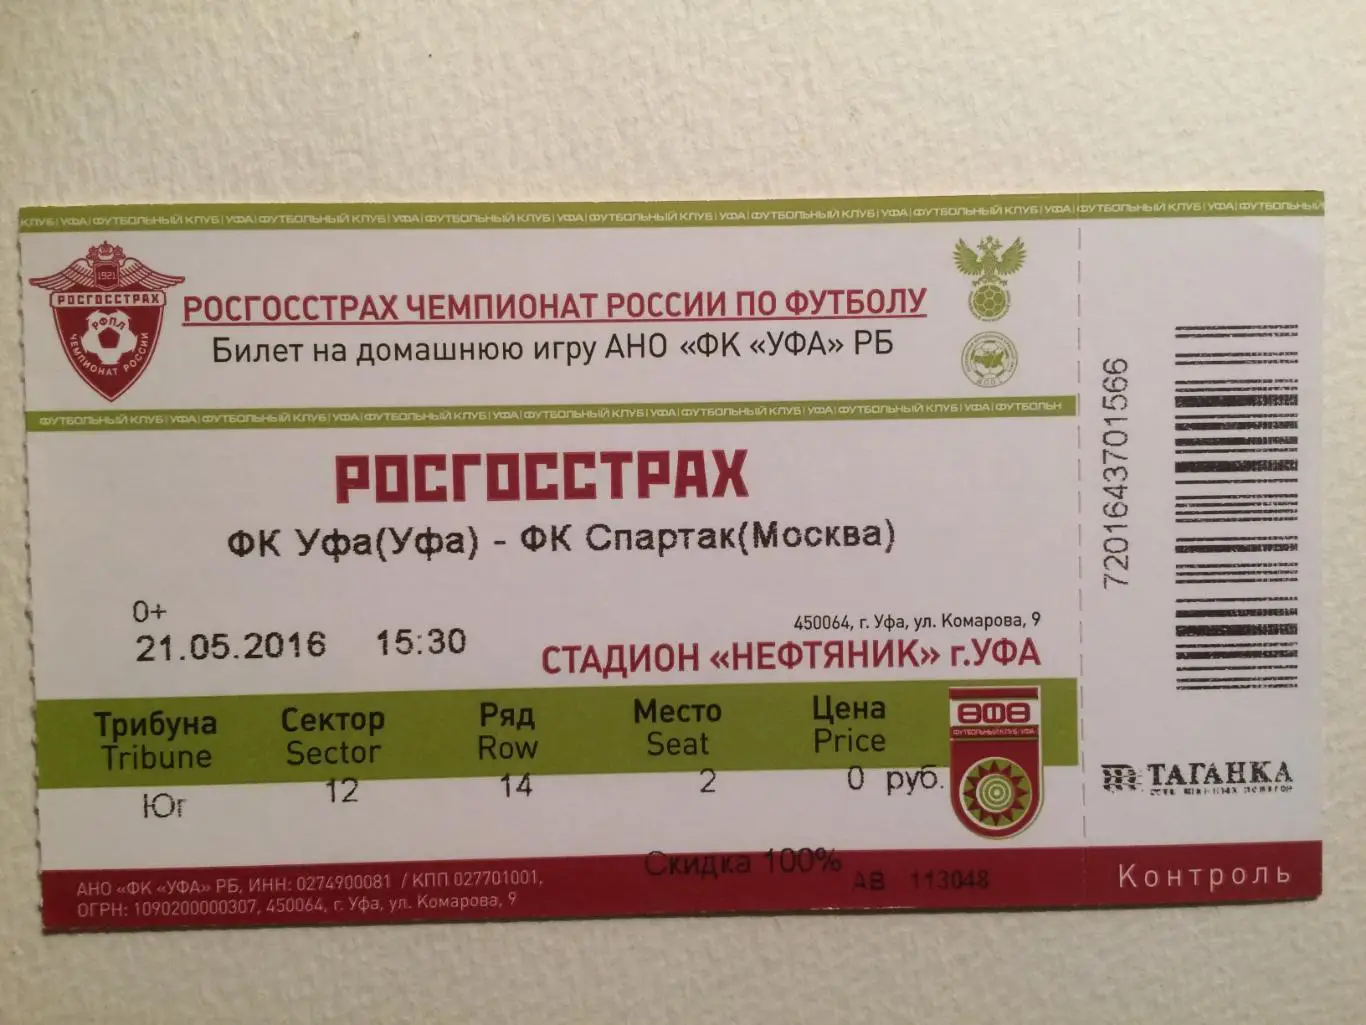 КЛУБ | УФА | ФУТБОЛЬНЫЙ КЛУБ | УФА | ФУТБОЛЬНЫЙ КЛУБ | УФА | ФУТБОЛЬНЫЙ КЛУБ | УФА | ФУТБОЛЬНЫЙ КЛУБ | УФА | ФУТБОЛЬНЫЙ КЛУБ | УФА | ФУТБОЛЬНЫЙ КЛУБ | УФА | ФУТБОЛЬНЫЙ
1921
РОСГОССТРАХ
РФПЛ
ЧЕМПИОНАТ РОССИИ
РОСГОССТРАХ ЧЕМПИОНАТ РОССИИ ПО ФУТБОЛУ
Билет на домашнюю игру АНО «ФК «УФА» РБ
ФУТБОЛЬНЫЙ КЛУБ | УФА | ФУТБОЛЬНЫЙ КЛУБ | УФА | ФУТБОЛЬНЫЙ КЛУБ | УФА | ФУТБОЛЬНЫЙ КЛУБ | УФА | ФУТБОЛЬНЫЙ КЛУБ | УФА | ФУТБОЛЬНЫЙ КЛУБ | УФА | ФУТБОЛЬН
РОСГОССТРАХ
ФК Уфа(Уфа) - ФК Спартак(Москва)
0+
21.05.2016 15:30
450064, г. Уфа, ул. Комарова, 9
СТАДИОН «НЕФТЯНИК» г.УФА
Трибуна Сектор Ряд Место Цена
Tribune Sector Row Seat Price
Юг 12 14 2 0 руб.
УФА
ФУТБОЛЬНЫЙ КЛУБ УФА
Скидка 100% АВ 113048
АНО «ФК «УФА» РБ, ИНН: 0274900081 / КПП 027701001,
ОГРН: 1090200000307, 450064, г. Уфа, ул. Комарова, 9
7201643701566
ТАГАНКА
Контроль